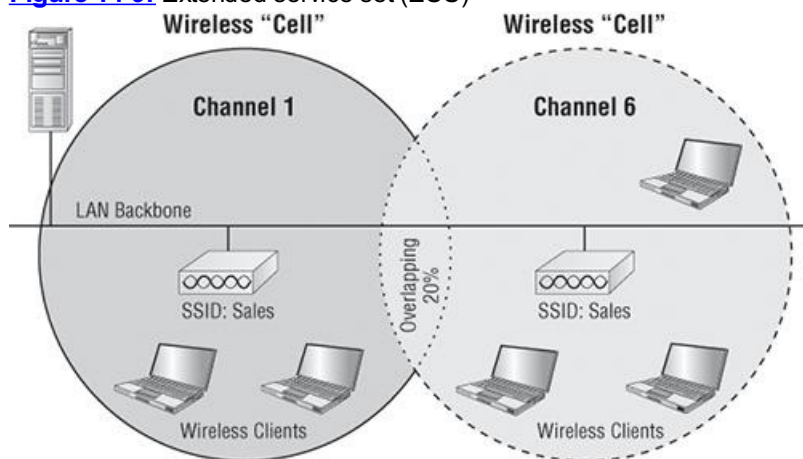 Figure Extended service set (ESS)
Wireless “Cell” Wireless “Cell”
Channel 1 Channel 6
LAN Backbone
Overlapping
20%
SSID: Sales SSID: Sales
Wireless Clients Wireless Clients